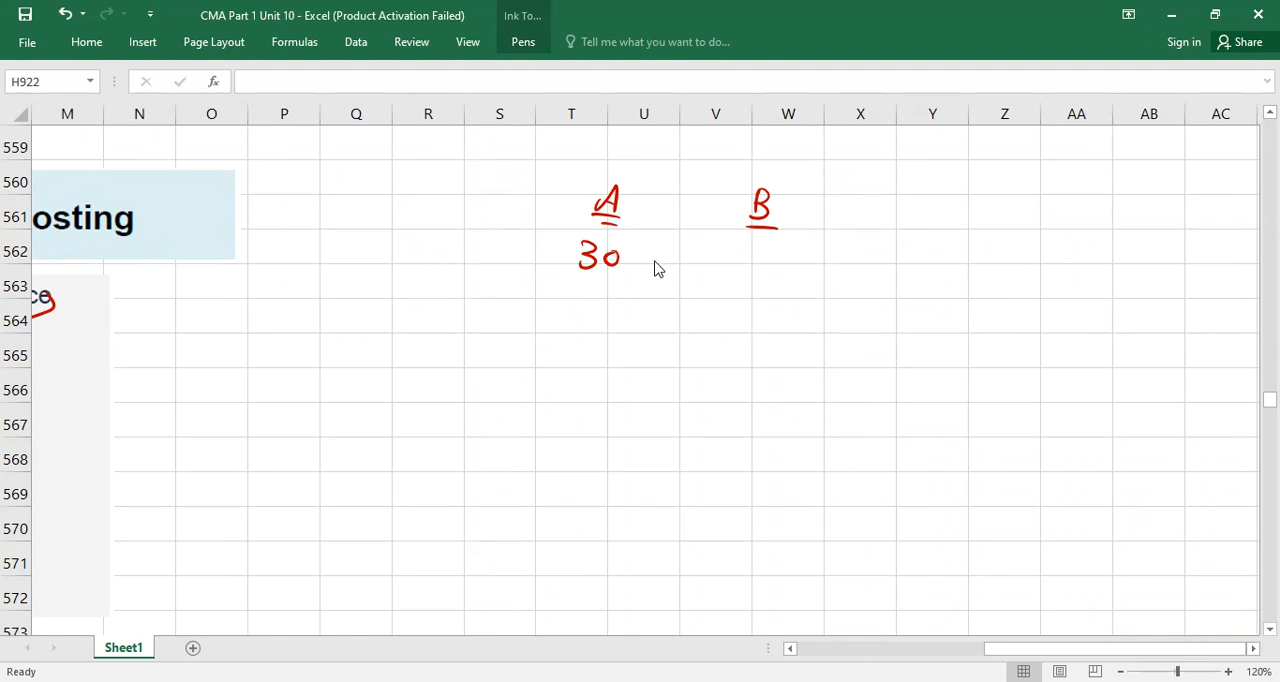 CMA Part 1 Unit 10 - Excel (Product Activation Failed) Ink To...
File Home Insert Page Layout Formulas Data Review View Pens Tell me what you want to do... Sign in Share
H922 fx
M N O P Q R S T U V W X Y Z AA AB AC
559
560
A B
561 osting
562 30
563 ce
564
565
566
567
568
569
570
571
572
573
Sheet1
Ready 120%